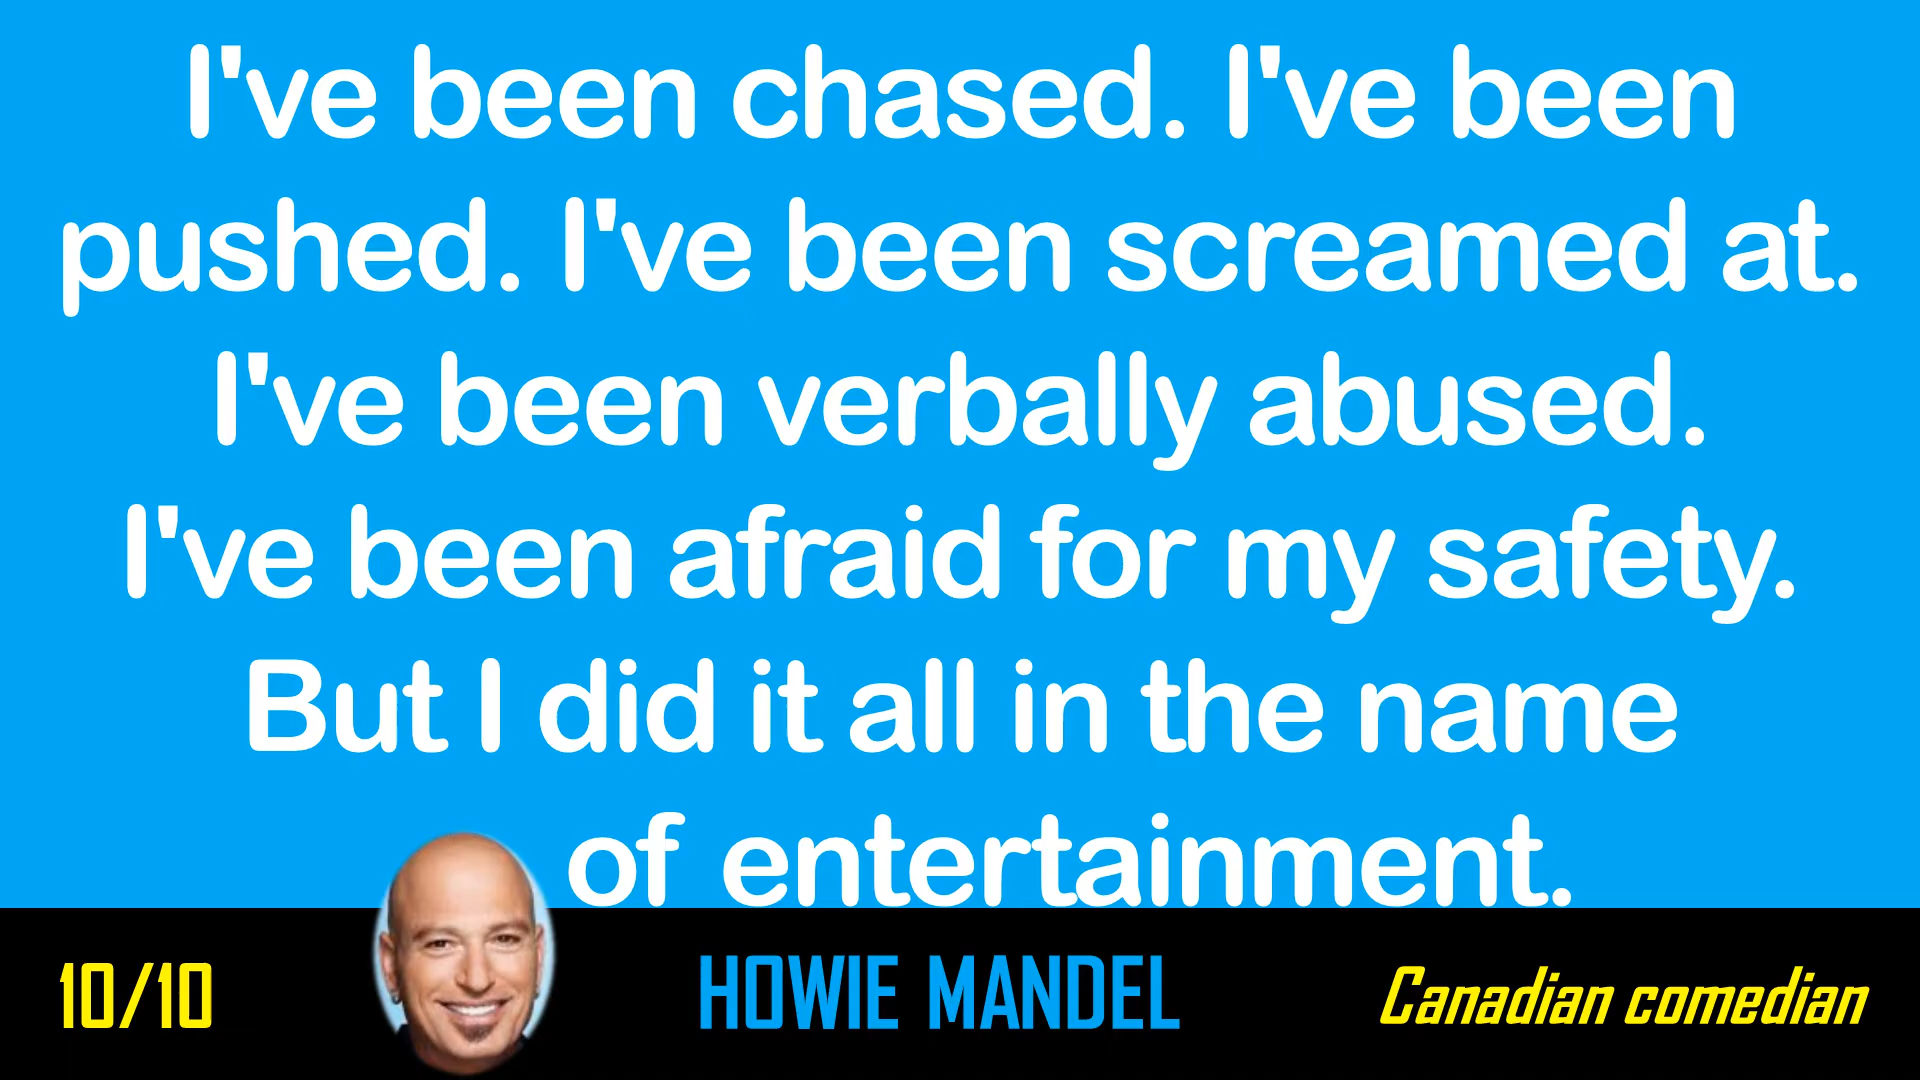 I've been chased. I've been
pushed. I've been screamed at.
I've been verbally abused.
I've been afraid for my safety.
But I did it all in the name
of entertainment.
10/10
HOWIE MANDEL
Canadian comedian